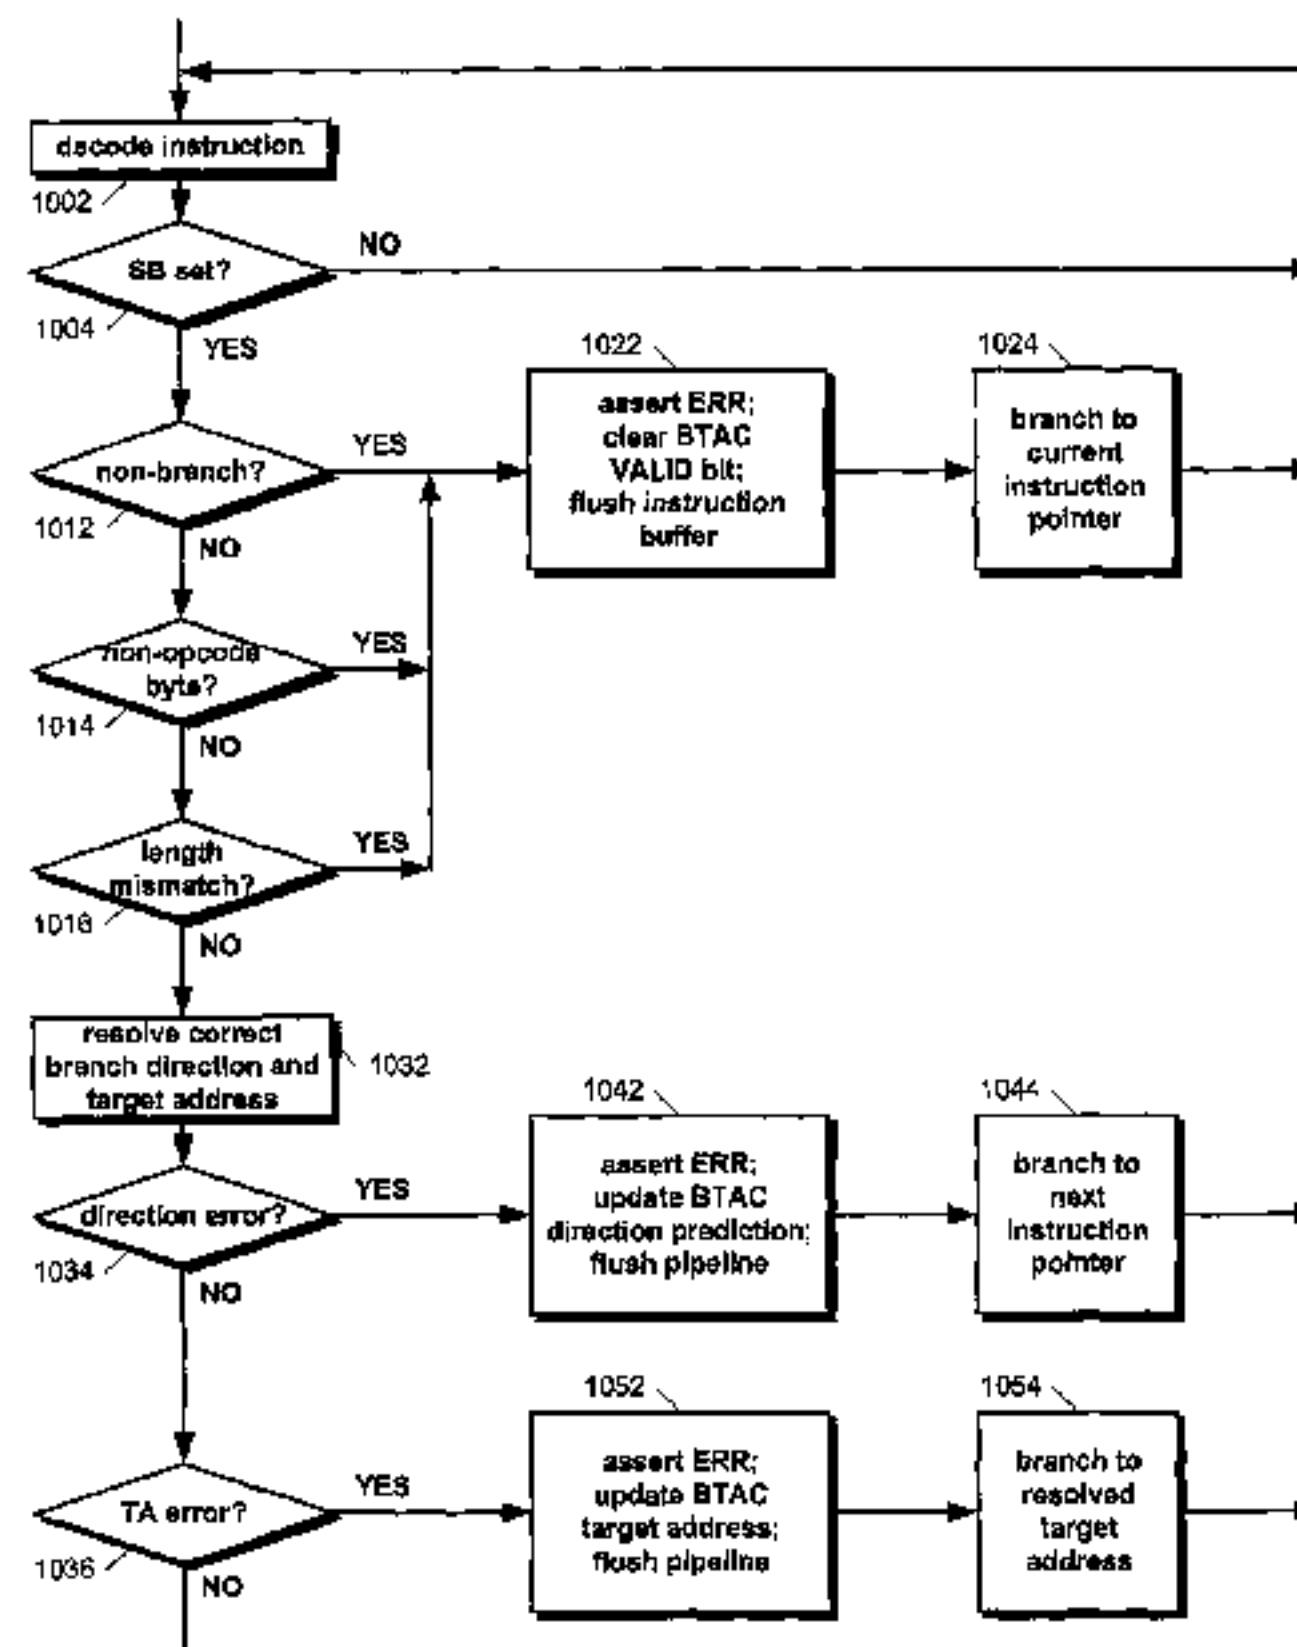 decode instruction
1002
SB set?
NO
1004
YES
1022
1024
non-branch?
YES
assert ERR;
clear BTAC
VALID bit;
flush instruction
buffer
branch to
current
instruction
pointer
1012
NO
non-opcode
byte?
YES
1014
NO
length
mismatch?
YES
1016
NO
resolve correct
branch direction and
target address
1032
1042
1044
direction error?
YES
assert ERR;
update BTAC
direction prediction;
flush pipeline
branch to
next
instruction
pointer
1034
NO
1052
1054
TA error?
YES
assert ERR;
update BTAC
target address;
flush pipeline
branch to
resolved
target
address
1036
NO